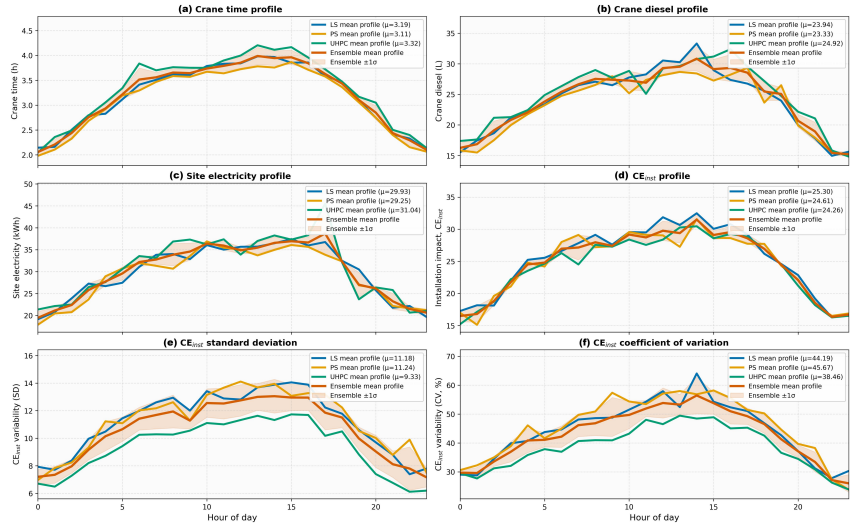 (a) Crane time profile
Crane time (h)
4.5
4.0
3.5
3.0
2.5
2.0
LS mean profile (μ=3.19)
PS mean profile (μ=3.11)
UHPC mean profile (μ=3.32)
Ensemble mean profile
Ensemble ±1σ
(b) Crane diesel profile
Crane diesel (L)
35
30
25
20
15
LS mean profile (μ=23.94)
PS mean profile (μ=23.33)
UHPC mean profile (μ=24.92)
Ensemble mean profile
Ensemble ±1σ
(c) Site electricity profile
Site electricity (kWh)
50
45
40
35
30
25
20
LS mean profile (μ=29.93)
PS mean profile (μ=29.25)
UHPC mean profile (μ=31.04)
Ensemble mean profile
Ensemble ±1σ
(d) CEinst profile
Installation impact, CEinst
35
30
25
20
15
LS mean profile (μ=25.30)
PS mean profile (μ=24.61)
UHPC mean profile (μ=24.26)
Ensemble mean profile
Ensemble ±1σ
(e) CEinst standard deviation
CEinst variability (SD)
16
14
12
10
8
6
LS mean profile (μ=11.18)
PS mean profile (μ=11.24)
UHPC mean profile (μ=9.33)
Ensemble mean profile
Ensemble ±1σ
0 5 10 15 20
Hour of day
(f) CEinst coefficient of variation
CEinst variability (CV, %)
70
60
50
40
30
LS mean profile (μ=44.19)
PS mean profile (μ=45.67)
UHPC mean profile (μ=38.46)
Ensemble mean profile
Ensemble ±1σ
0 5 10 15 20
Hour of day